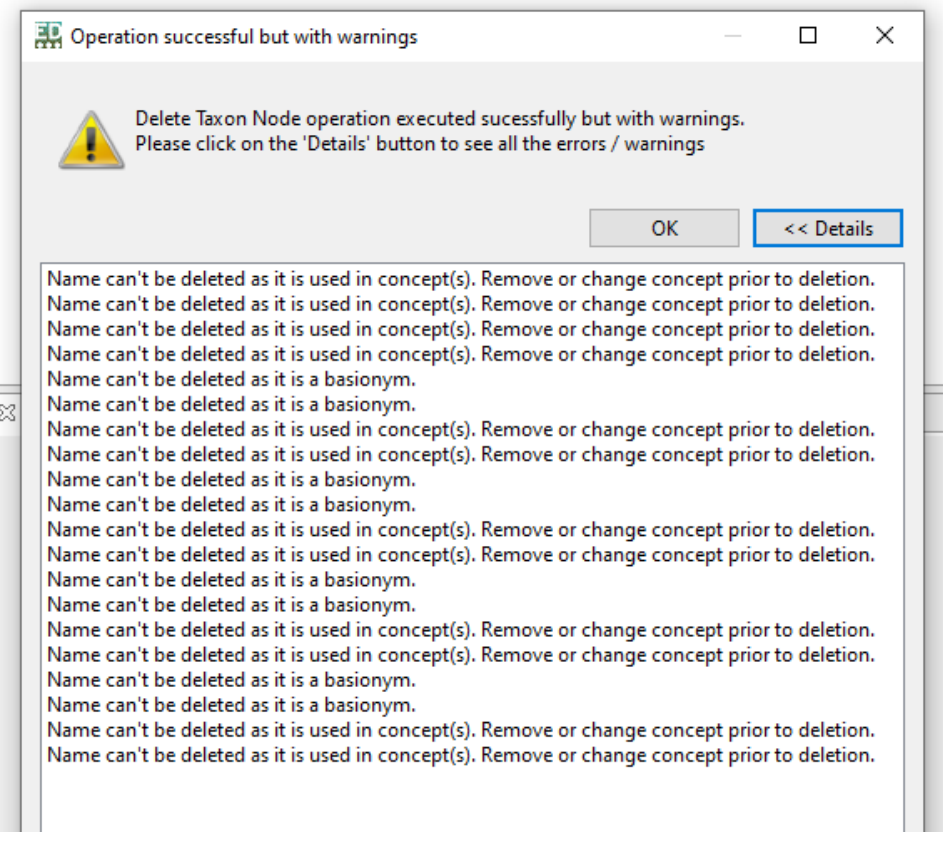 Operation successful but with warnings
Delete Taxon Node operation executed sucessfully but with warnings.
Please click on the 'Details' button to see all the errors / warnings
OK
<< Details
Name can't be deleted as it is used in concept(s). Remove or change concept prior to deletion.
Name can't be deleted as it is used in concept(s). Remove or change concept prior to deletion.
Name can't be deleted as it is used in concept(s). Remove or change concept prior to deletion.
Name can't be deleted as it is used in concept(s). Remove or change concept prior to deletion.
Name can't be deleted as it is a basionym.
Name can't be deleted as it is a basionym.
Name can't be deleted as it is used in concept(s). Remove or change concept prior to deletion.
Name can't be deleted as it is used in concept(s). Remove or change concept prior to deletion.
Name can't be deleted as it is a basionym.
Name can't be deleted as it is a basionym.
Name can't be deleted as it is used in concept(s). Remove or change concept prior to deletion.
Name can't be deleted as it is used in concept(s). Remove or change concept prior to deletion.
Name can't be deleted as it is a basionym.
Name can't be deleted as it is a basionym.
Name can't be deleted as it is used in concept(s). Remove or change concept prior to deletion.
Name can't be deleted as it is used in concept(s). Remove or change concept prior to deletion.
Name can't be deleted as it is a basionym.
Name can't be deleted as it is a basionym.
Name can't be deleted as it is used in concept(s). Remove or change concept prior to deletion.
Name can't be deleted as it is used in concept(s). Remove or change concept prior to deletion.